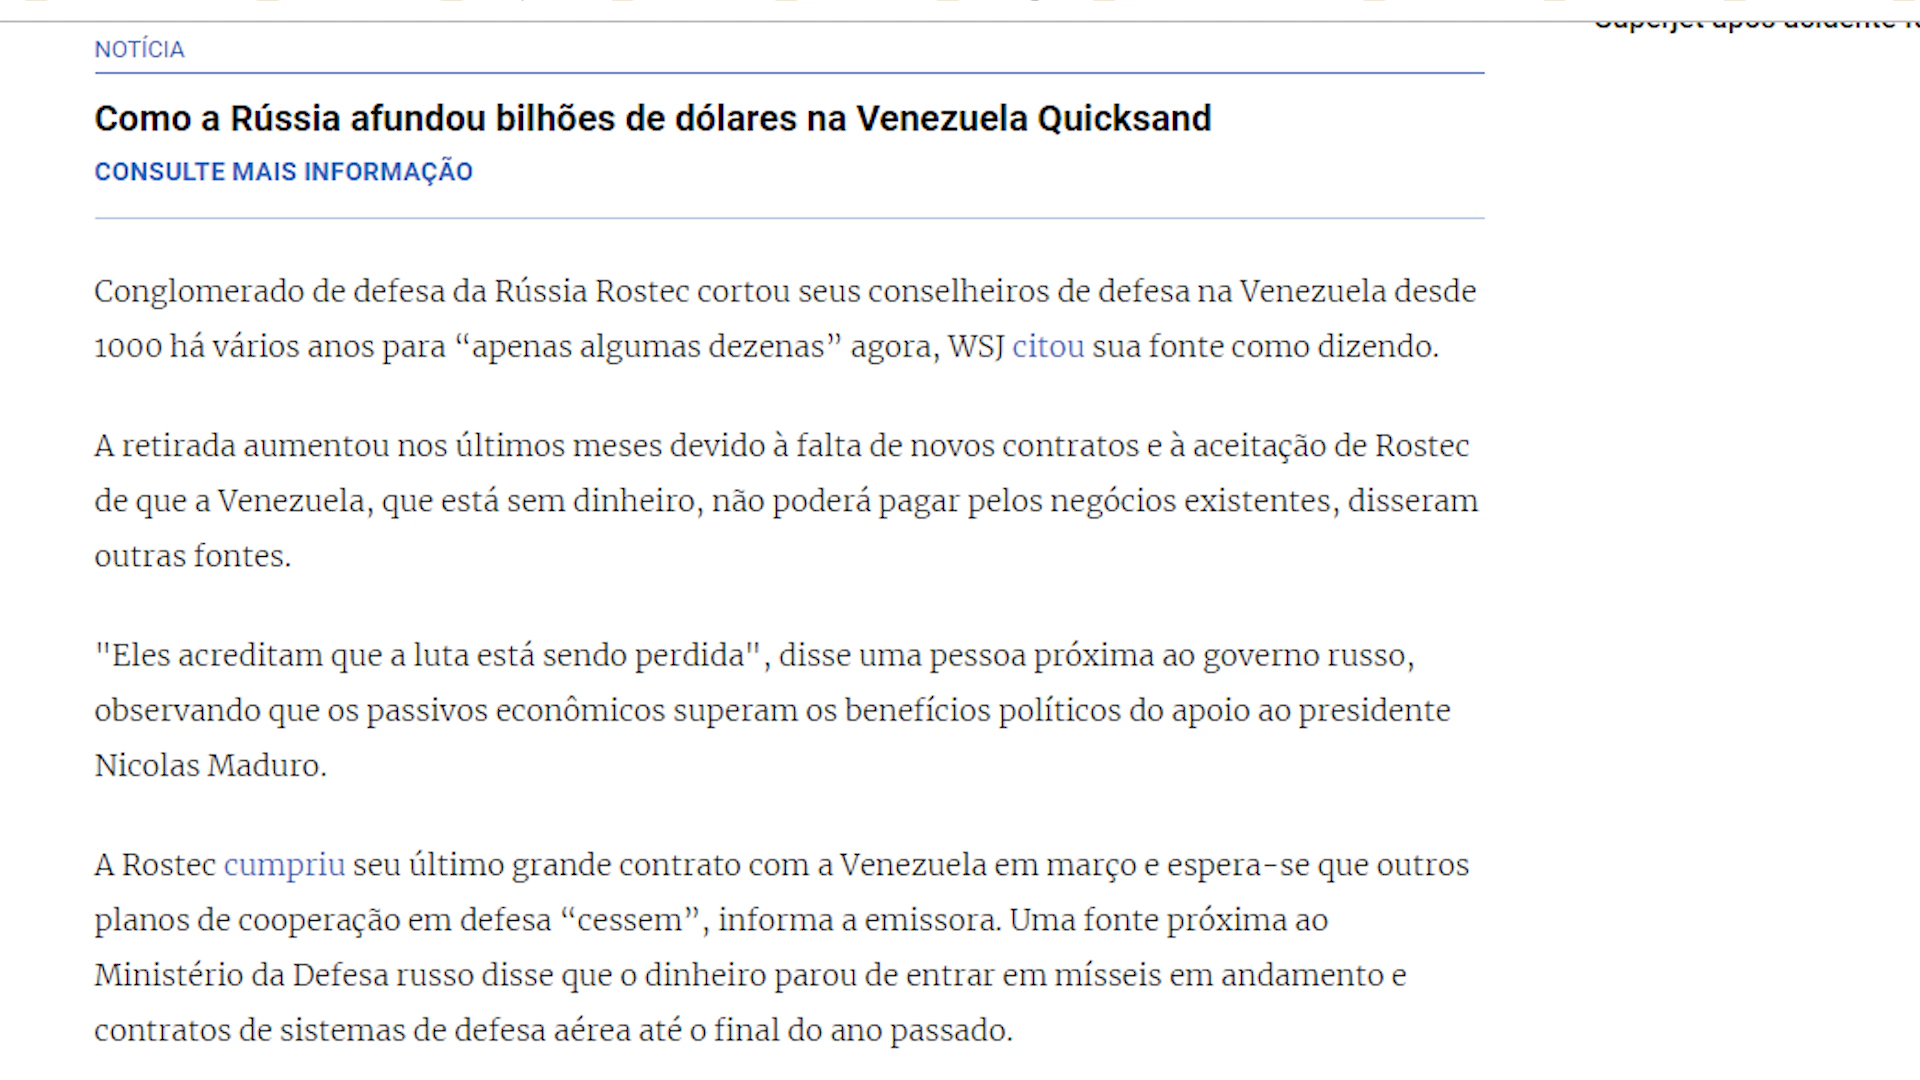 NOTÍCIA
Como a Rússia afundou bilhões de dólares na Venezuela Quicksand
CONSULTE MAIS INFORMAÇÃO
Conglomerado de defesa da Rússia Rostec cortou seus conselheiros de defesa na Venezuela desde
1000 há vários anos para “apenas algumas dezenas” agora, WSJ citou sua fonte como dizendo.
A retirada aumentou nos últimos meses devido à falta de novos contratos e à aceitação de Rostec
de que a Venezuela, que está sem dinheiro, não poderá pagar pelos negócios existentes, disseram
outras fontes.
"Eles acreditam que a luta está sendo perdida", disse uma pessoa próxima ao governo russo,
observando que os passivos econômicos superam os benefícios políticos do apoio ao presidente
Nicolas Maduro.
A Rostec cumpriu seu último grande contrato com a Venezuela em março e espera-se que outros
planos de cooperação em defesa “cessem”, informa a emissora. Uma fonte próxima ao
Ministério da Defesa russo disse que o dinheiro parou de entrar em mísseis em andamento e
contratos de sistemas de defesa aérea até o final do ano passado.